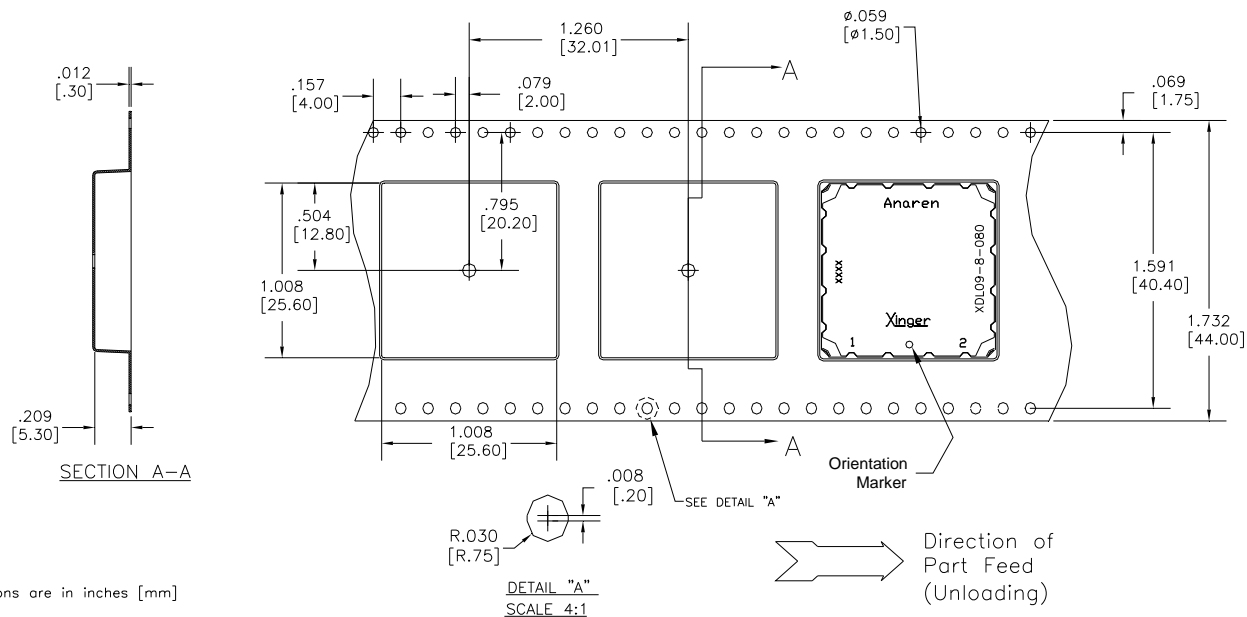 .012
[.30]
.209
[5.30]
SECTION A-A
ons are in inches [mm]
1.260
[32.01]
.157
[4.00]
.079
[2.00]
ø.059
[ø1.50]
.069
[1.75]
A
.504
[12.80]
.795
[20.20]
1.008
[25.60]
1.008
[25.60]
Anaren
xxxx
XDL09-8-080
Xinger
1 2
1.591
[40.40]
1.732
[44.00]
A
Orientation
Marker
SEE DETAIL "A"
.008
[.20]
R.030
[R.75]
DETAIL "A"
SCALE 4:1
Direction of
Part Feed
(Unloading)